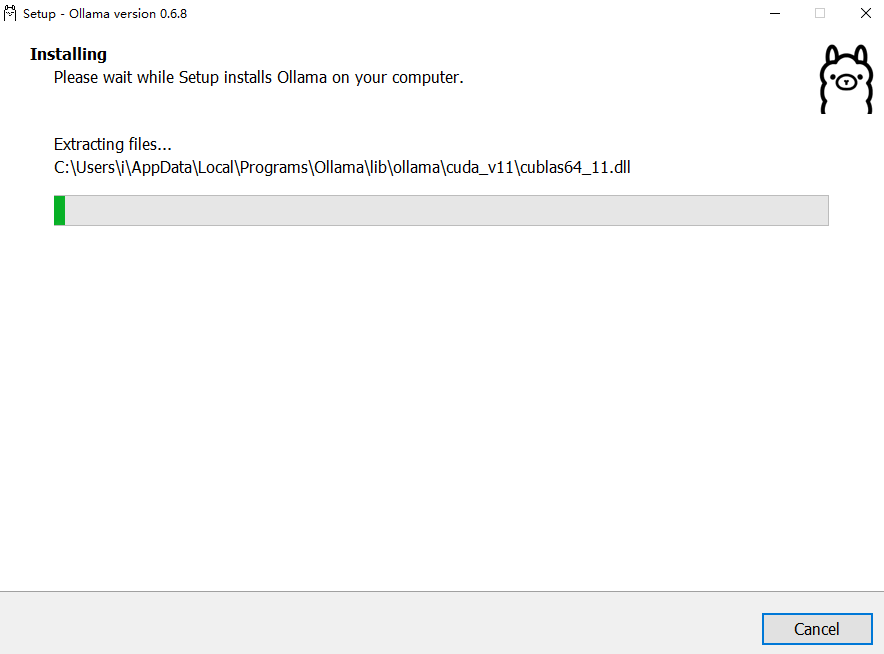 Setup - Ollama version 0.6.8
Installing
Please wait while Setup installs Ollama on your computer.
Extracting files...
C:\Users\i\AppData\Local\Programs\Ollama\lib\ollama\cuda_v11\cublas64_11.dll
Cancel